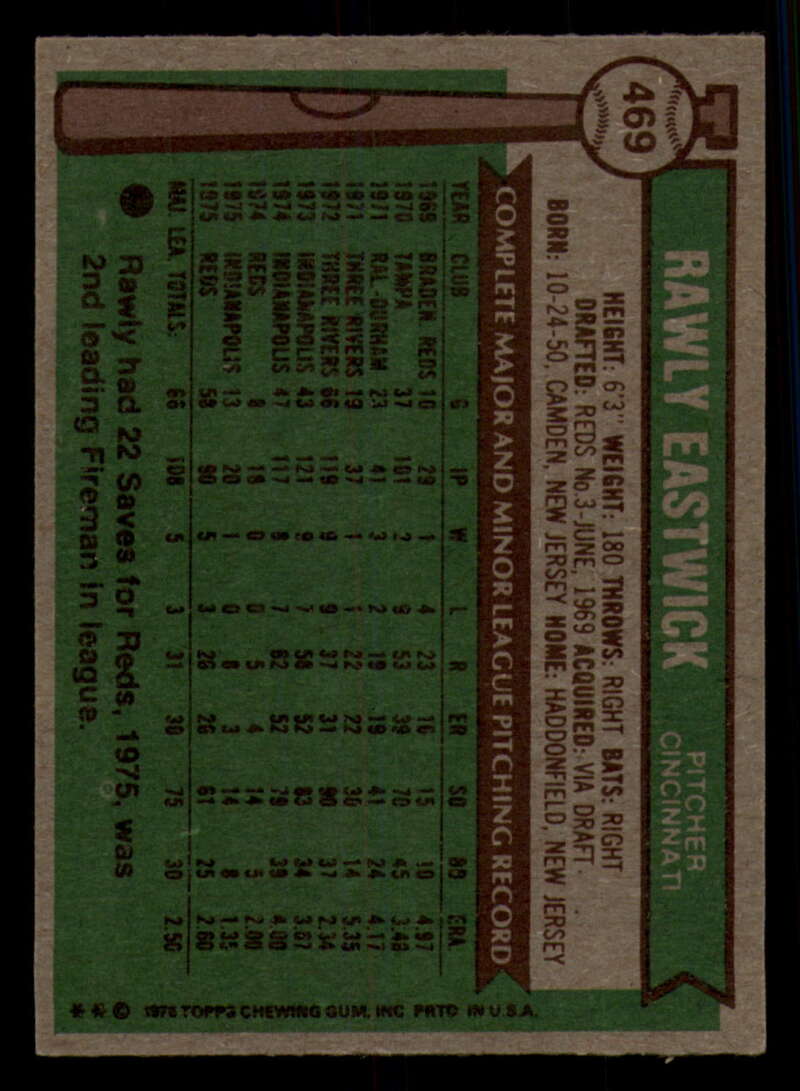 469
RAWLY EASTWICK
PITCHER
CINCINNATI
HEIGHT: 6'3" WEIGHT: 180 THROWS: RIGHT BATS: RIGHT
DRAFTED: REDS No.3-JUNE, 1969 ACQUIRED: VIA DRAFT
BORN: 10-24-50, CAMDEN, NEW JERSEY HOME: HADDONFIELD, NEW JERSEY
COMPLETE MAJOR AND MINOR LEAGUE PITCHING RECORD
YEAR CLUB G IP W L R ER SO BB ERA
1969 BRADEN. REDS 10 29 1 4 23 16 15 10 4.97
1970 TAMPA 37 101 2 8 53 39 70 45 3.48
1971 RAL.-DURHAM 23 41 3 2 19 19 41 24 4.17
1971 THREE RIVERS 19 37 1 1 22 22 30 14 5.35
1972 THREE RIVERS 66 119 9 6 37 31 90 37 2.34
1973 INDIANAPOLIS 43 121 9 7 58 52 83 34 3.87
1974 INDIANAPOLIS 47 117 8 7 62 52 79 39 4.00
1974 REDS 8 18 0 0 5 4 14 5 2.00
1975 INDIANAPOLIS 13 20 1 0 6 3 14 8 1.35
1975 REDS 58 90 5 3 26 26 61 25 2.60
MAJ. LEA. TOTALS: 66 108 5 3 31 30 75 30 2.50
Rawly had 22 Saves for Reds, 1975, was
2nd leading Fireman in league.
* * © 1976 TOPPS CHEWING GUM, INC PRTD IN U.S.A.